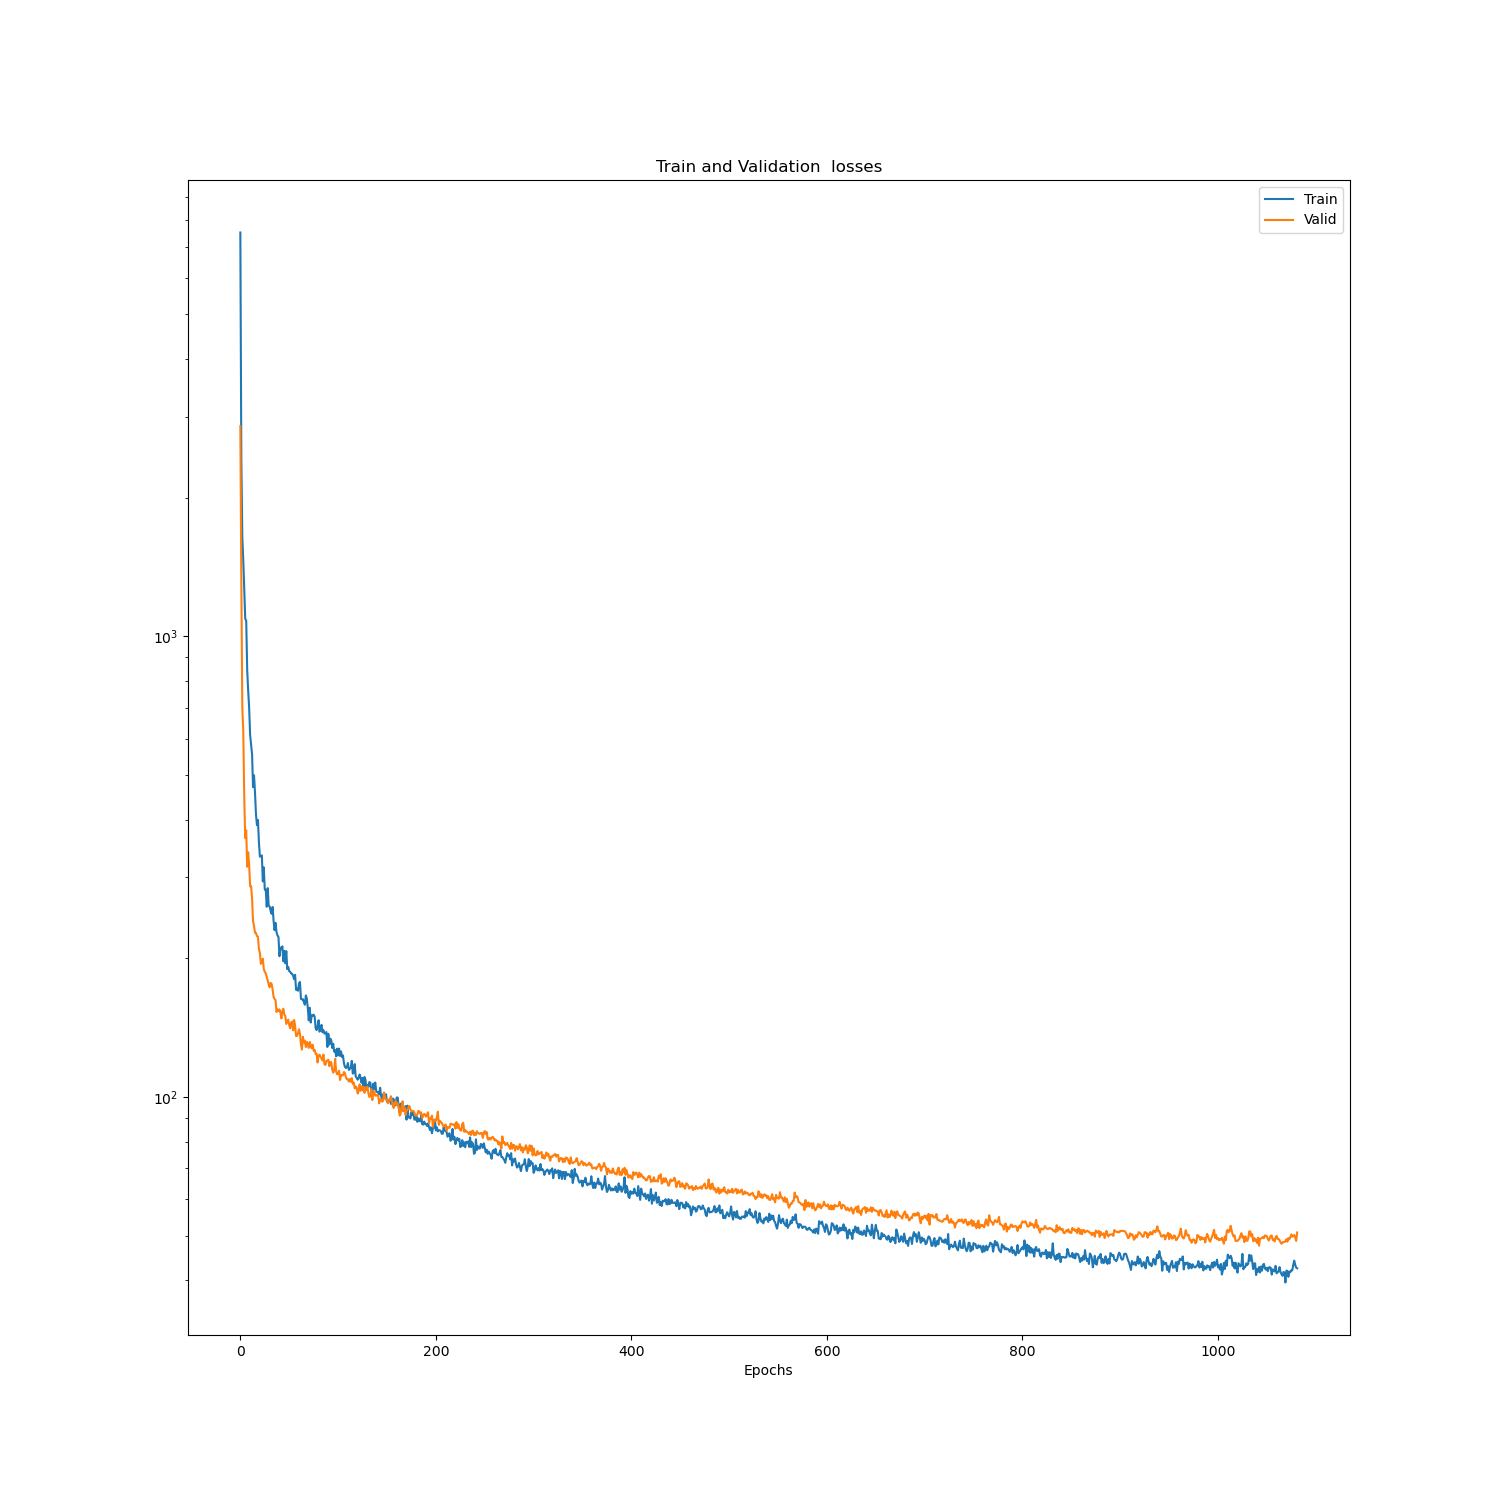 Train and Validation  losses
Train
Valid
10³
10²
0 200 400 600 800 1000
Epochs